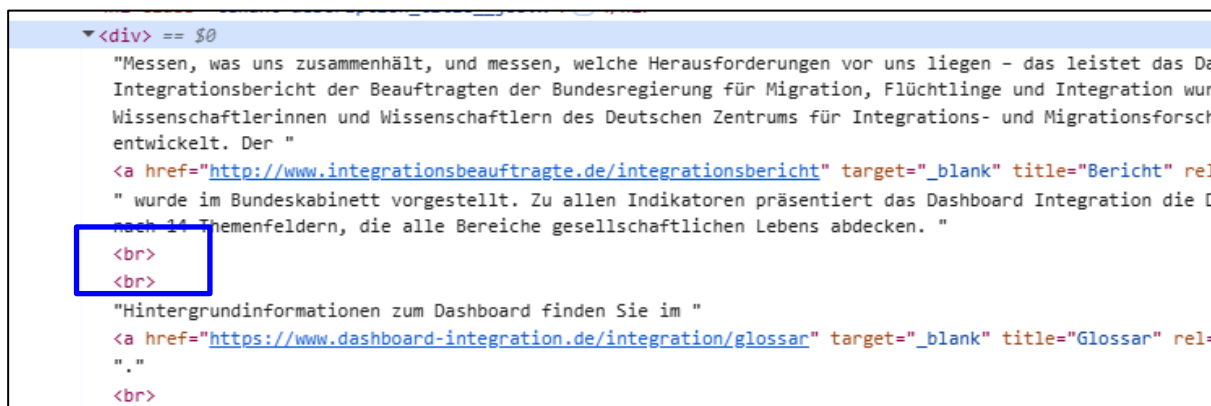 <div> == $0
"Messen, was uns zusammenhält, und messen, welche Herausforderungen vor uns liegen – das leistet das
Integrationsbericht der Beauftragten der Bundesregierung für Migration, Flüchtlinge und Integration
Wissenschaftlerinnen und Wissenschaftlern des Deutschen Zentrums für Integrations- und
entwickelt. Der "
<a href="http://www.integrationsbeauftragte.de/integrationsbericht" target="_blank" title="Bericht"
" wurde im Bundeskabinett vorgestellt. Zu allen Indikatoren präsentiert das Dashboard Integration die
nach 14 Themenfeldern, die alle Bereiche gesellschaftlichen Lebens abdecken. "
<br>
<br>
"Hintergrundinformationen zum Dashboard finden Sie im "
<a href="https://www.dashboard-integration.de/integration/glossar" target="_blank" title="Glossar" rel=
"."
<br>